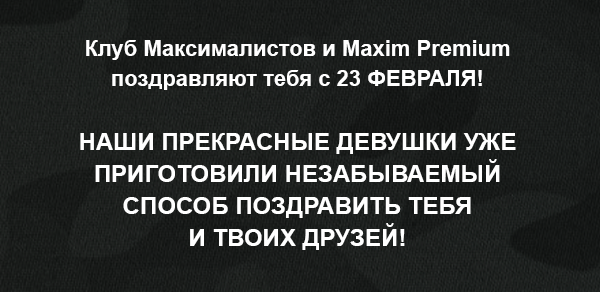 Клуб Максималистов и Maxim Premium
поздравляют тебя с 23 ФЕВРАЛЯ!
НАШИ ПРЕКРАСНЫЕ ДЕВУШКИ УЖЕ
ПРИГОТОВИЛИ НЕЗАБЫВАЕМЫЙ
СПОСОБ ПОЗДРАВИТЬ ТЕБЯ
И ТВОИХ ДРУЗЕЙ!